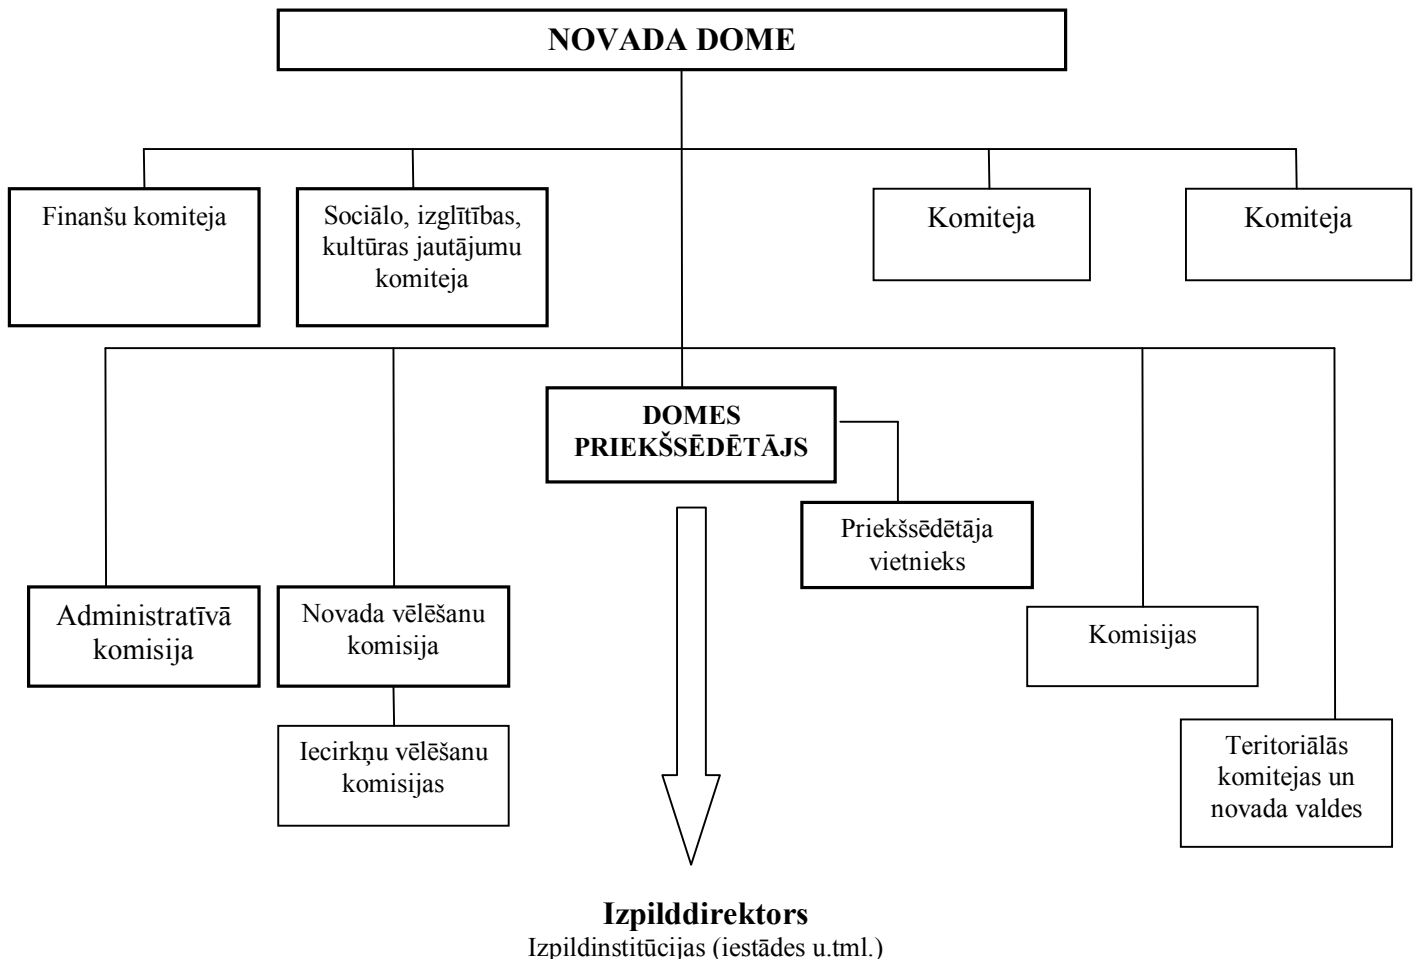 NOVADA DOME
Finanšu komiteja
Sociālo, izglītības,
kultūras jautājumu
komiteja
Komiteja
Komiteja
DOMES
PRIEKŠSĒDĒTĀJS
Priekšsēdētāja
vietnieks
Administratīvā
komisija
Novada vēlēšanu
komisija
Komisijas
Iecirkņu vēlēšanu
komisijas
Teritoriālās
komitejas un
novada valdes
Izpilddirektors
Izpildinstitūcijas (iestādes u.tml.)